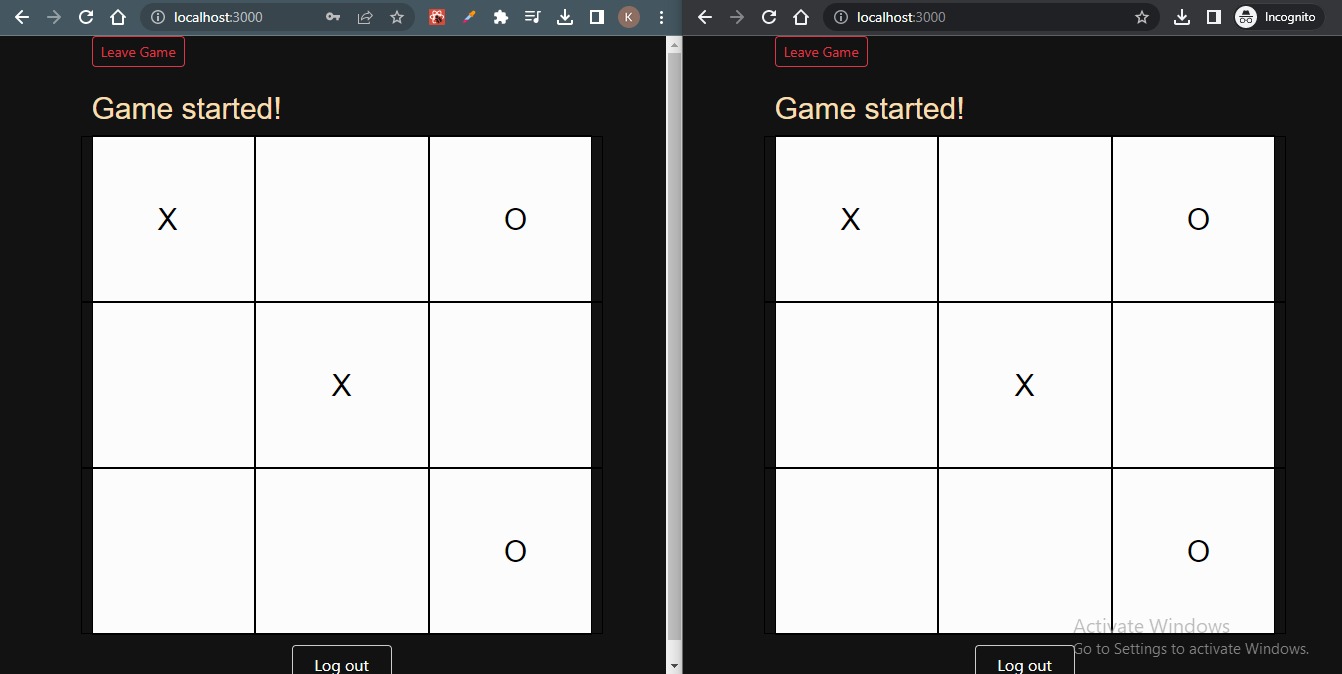 localhost:3000
K
Leave Game
Game started!
X O
X
O
Log out
localhost:3000
Incognito
Leave Game
Game started!
X O
X
O
Log out
Activate Windows
Go to Settings to activate Windows.